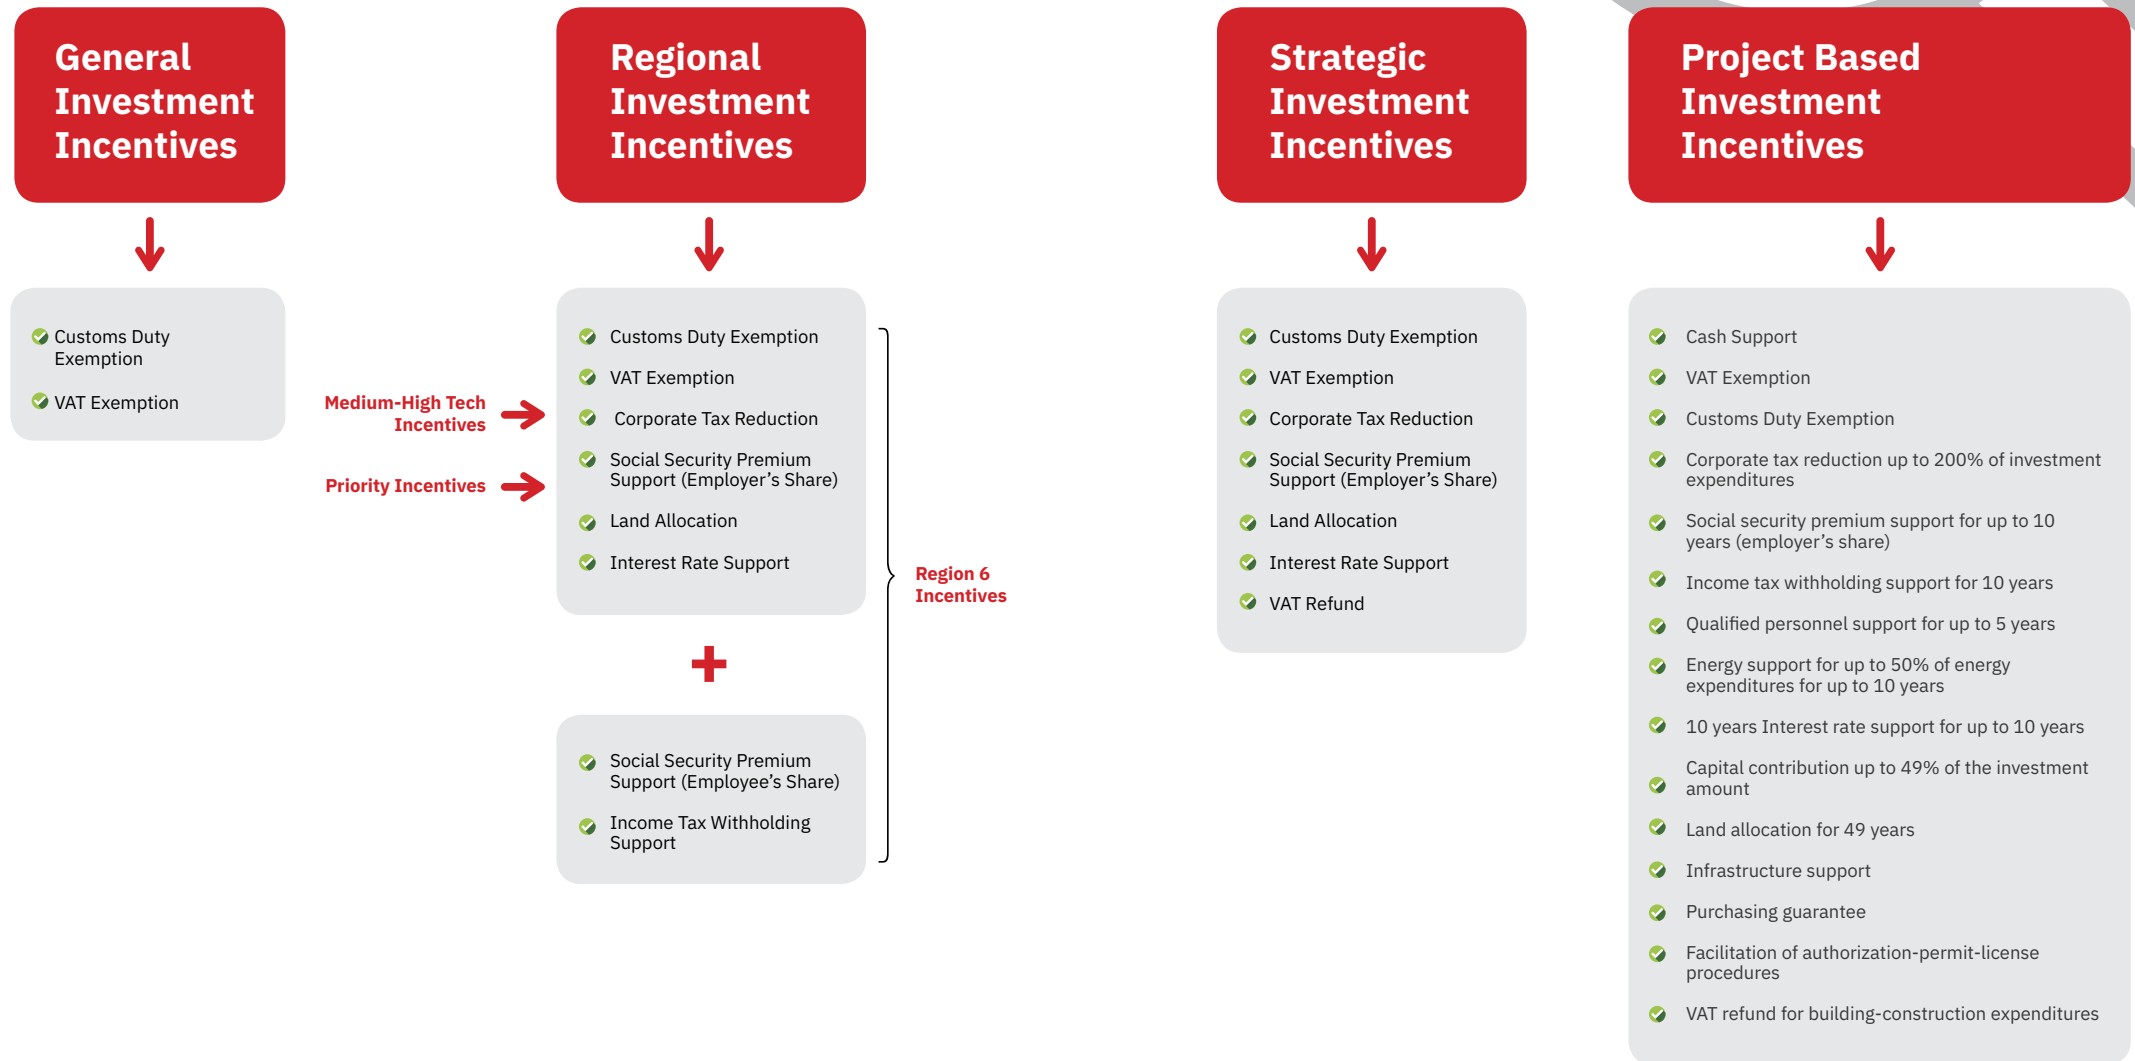 General
Investment
Incentives
Customs Duty
Exemption
VAT Exemption
Regional
Investment
Incentives
Medium-High Tech
Incentives
Priority Incentives
Customs Duty Exemption
VAT Exemption
Corporate Tax Reduction
Social Security Premium
Support (Employer’s Share)
Land Allocation
Interest Rate Support
+
Social Security Premium
Support (Employee’s Share)
Income Tax Withholding
Support
Region 6
Incentives
Strategic
Investment
Incentives
Customs Duty Exemption
VAT Exemption
Corporate Tax Reduction
Social Security Premium
Support (Employer’s Share)
Land Allocation
Interest Rate Support
VAT Refund
Project Based
Investment
Incentives
Cash Support
VAT Exemption
Customs Duty Exemption
Corporate tax reduction up to 200% of investment
expenditures
Social security premium support for up to 10
years (employer’s share)
Income tax withholding support for 10 years
Qualified personnel support for up to 5 years
Energy support for up to 50% of energy
expenditures for up to 10 years
10 years Interest rate support for up to 10 years
Capital contribution up to 49% of the investment
amount
Land allocation for 49 years
Infrastructure support
Purchasing guarantee
Facilitation of authorization-permit-license
procedures
VAT refund for building-construction expenditures